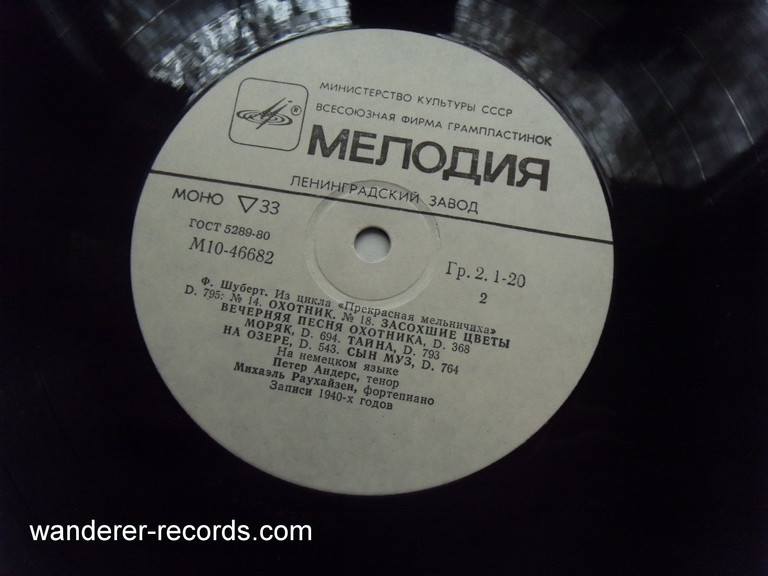 МИНИСТЕРСТВО КУЛЬТУРЫ СССР
ВСЕСОЮЗНАЯ ФИРМА ГРАМПЛАСТИНОК
®
МЕЛОДИЯ
ЛЕНИНГРАДСКИЙ ЗАВОД
МОНО ▽ 33
ГОСТ 5289-80
М10-46682
Гр. 2. 1-20
2
Ф. Шуберт. Из цикла «Прекрасная мельничиха»
D. 795: № 14. ОХОТНИК. № 18. ЗАСОХШИЕ ЦВЕТЫ
ВЕЧЕРНЯЯ ПЕСНЯ ОХОТНИКА, D. 368
МОРЯК, D. 694. ТАЙНА, D. 793
НА ОЗЕРЕ, D. 543. СЫН МУЗ, D. 764
На немецком языке
Петер Андерс, тенор
Михаэль Раухайзен, фортепиано
Записи 1940-х годов
wanderer-records.com